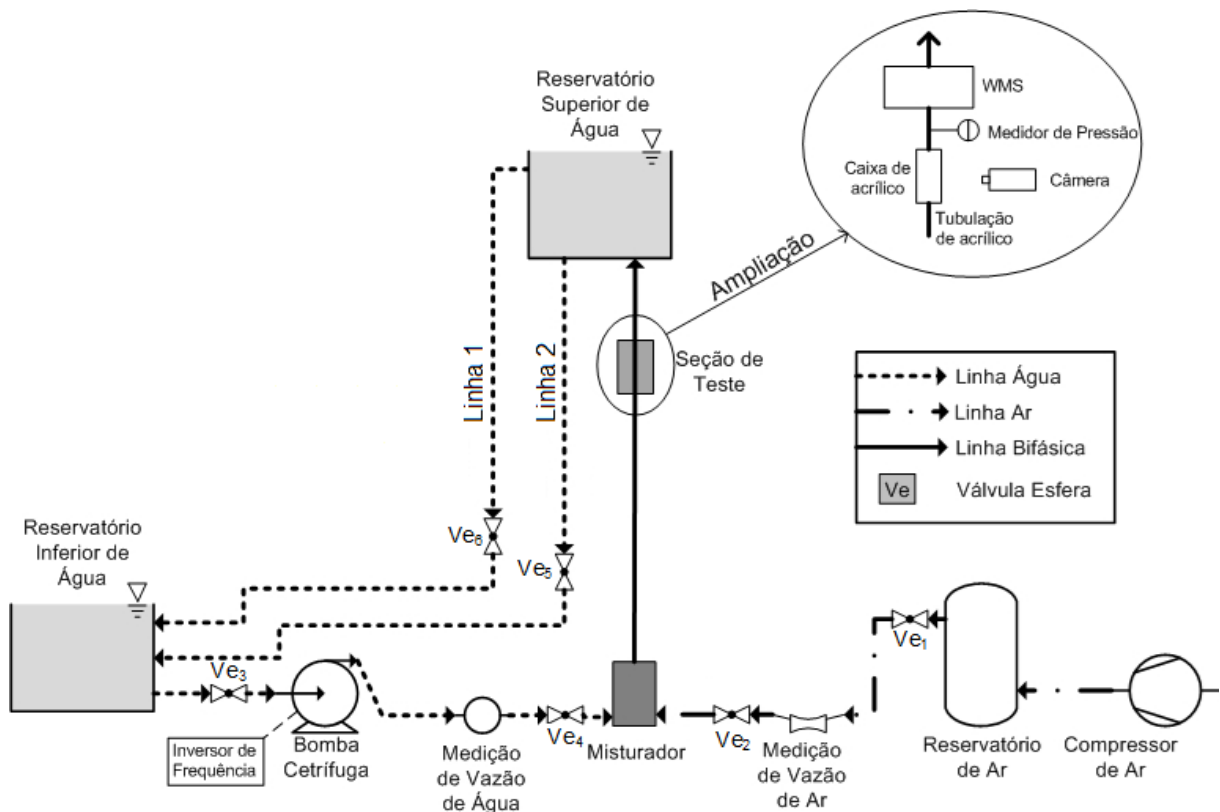 Reservatório
Superior de
Água
WMS
Medidor de Pressão
Caixa de
acrílico
Câmera
Tubulação
de acrílico
Ampliação
Linha 1
Linha 2
Seção de
Teste
Linha Água
Linha Ar
Linha Bifásica
Ve
Válvula Esfera
Reservatório
Inferior de
Água
Ve6
Ve5
Ve1
Ve3
Ve4
Ve2
Inversor de
Frequência
Bomba
Cetrífuga
Medição
de Vazão
de Água
Misturador
Medição
de Vazão
de Ar
Reservatório
de Ar
Compressor
de Ar